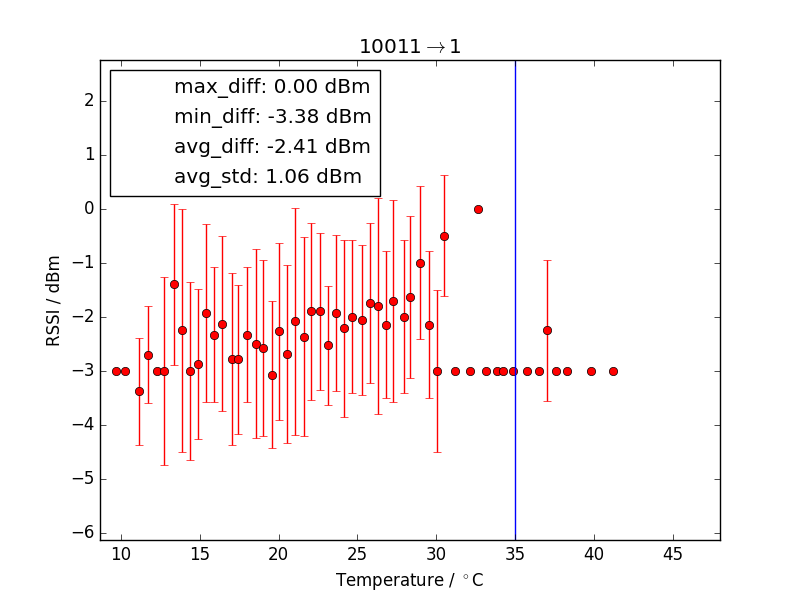 10011→1
max_diff: 0.00 dBm
min_diff: -3.38 dBm
avg_diff: -2.41 dBm
avg_std: 1.06 dBm
RSSI / dBm
2
1
0
−1
−2
−3
−4
−5
−6
10 15 20 25 30 35 40 45
Temperature / °C